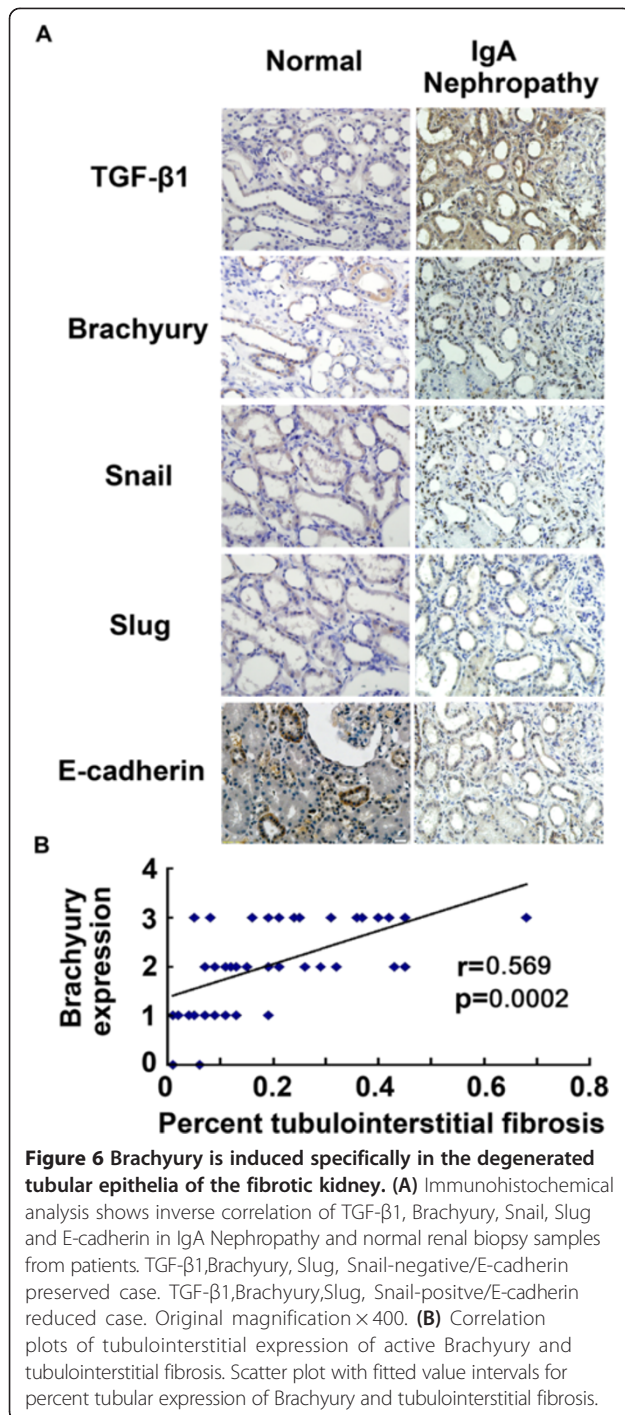 A
Normal
IgA
Nephropathy
TGF-β1
Brachyury
Snail
Slug
E-cadherin
B
Brachyury
expression
4
3
2
1
0
r=0.569
p=0.0002
0 0.2 0.4 0.6 0.8
Percent tubulointerstitial fibrosis
Figure 6 Brachyury is induced specifically in the degenerated
tubular epithelia of the fibrotic kidney. (A) Immunohistochemical
analysis shows inverse correlation of TGF-β1, Brachyury, Snail, Slug
and E-cadherin in IgA Nephropathy and normal renal biopsy samples
from patients. TGF-β1,Brachyury, Slug, Snail-negative/E-cadherin
preserved case. TGF-β1,Brachyury,Slug, Snail-positve/E-cadherin
reduced case. Original magnification × 400. (B) Correlation
plots of tubulointerstitial expression of active Brachyury and
tubulointerstitial fibrosis. Scatter plot with fitted value intervals for
percent tubular expression of Brachyury and tubulointerstitial fibrosis.